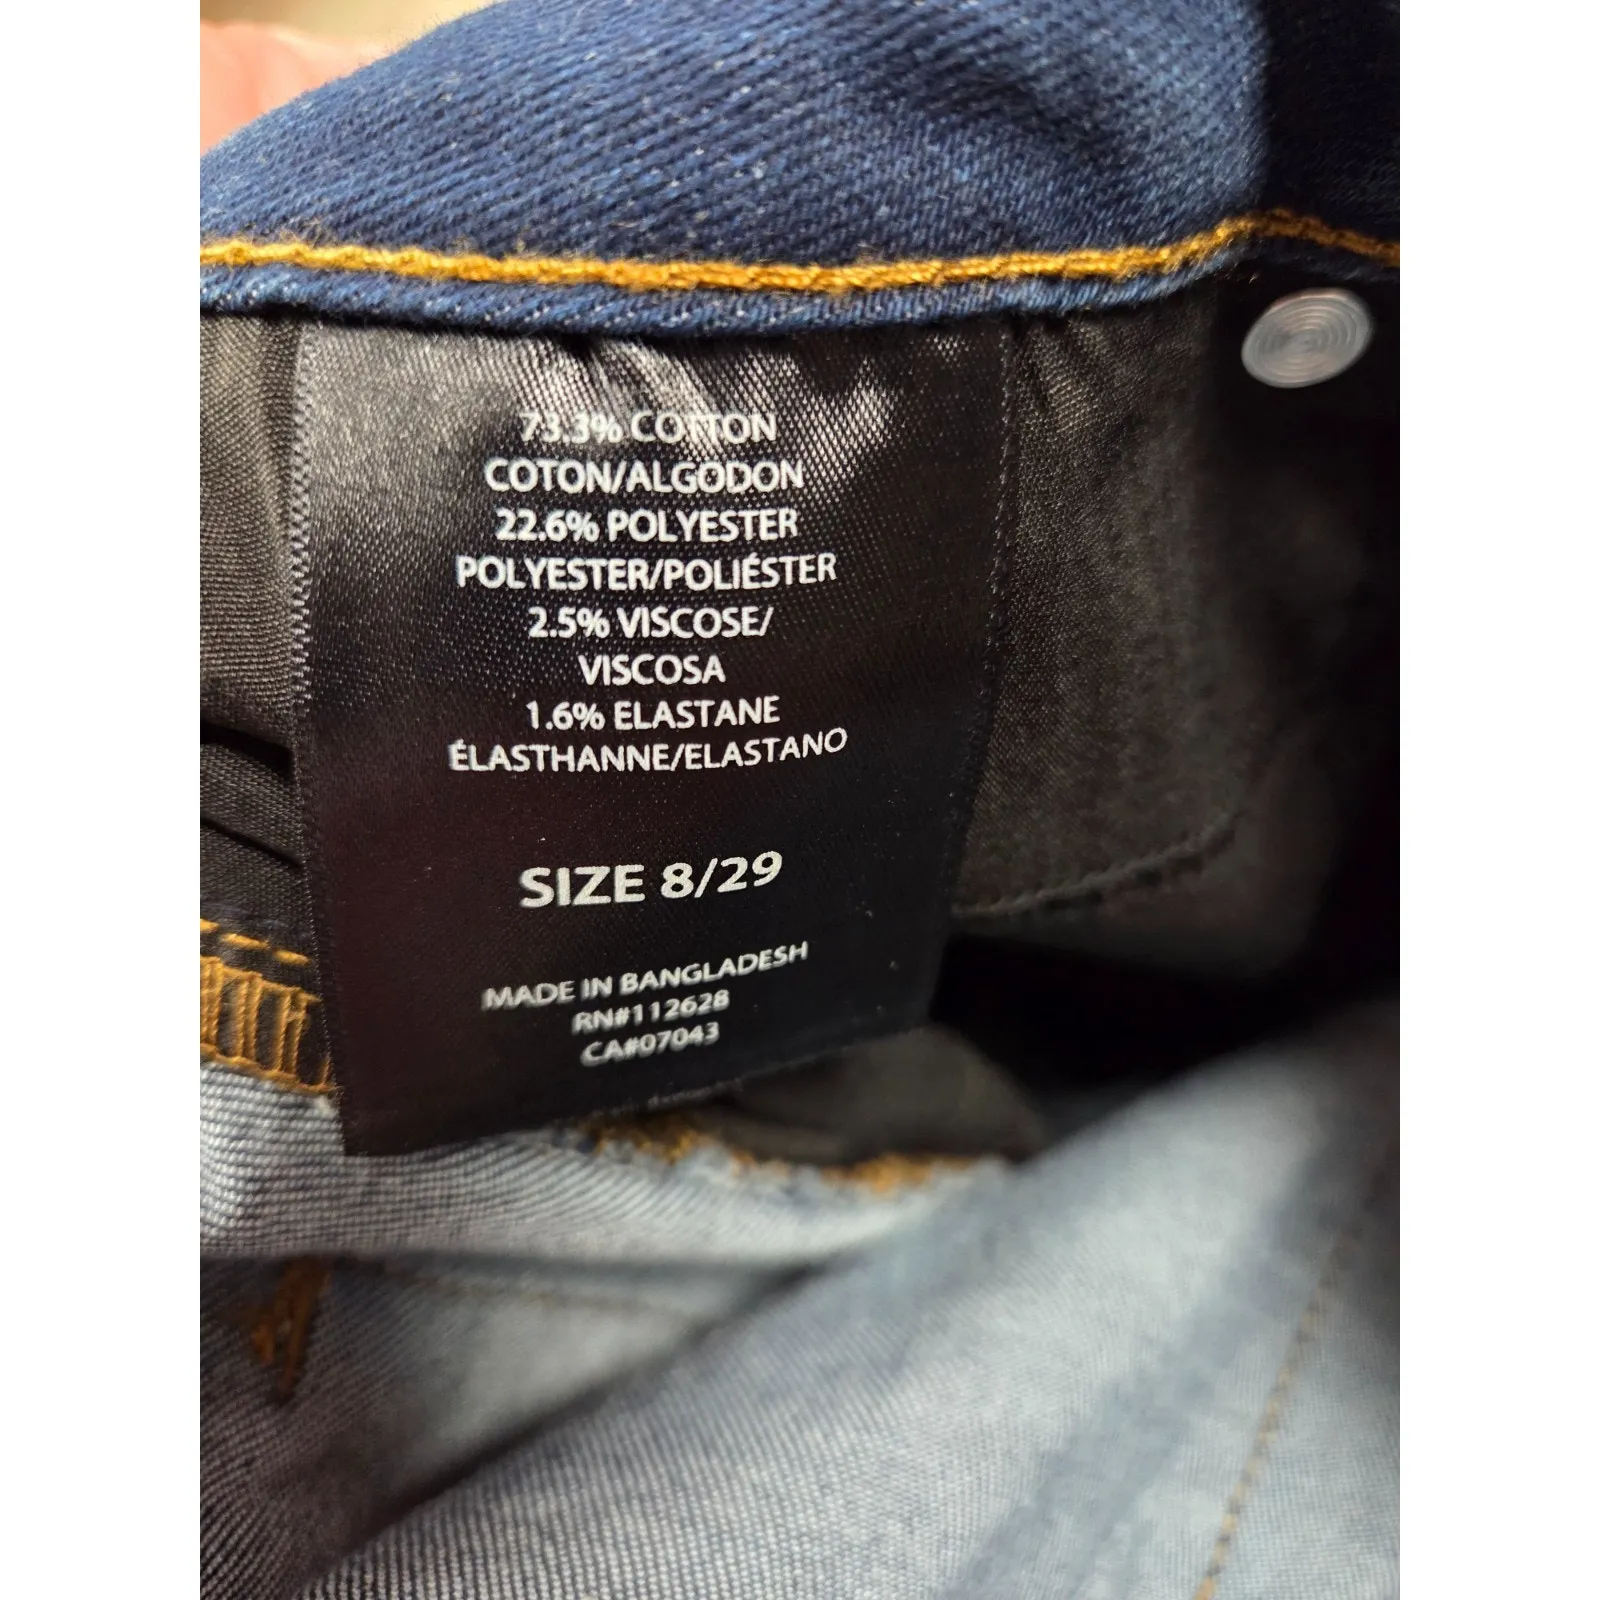 73.3% COTTON
COTON/ALGODON
22.6% POLYESTER
POLYESTER/POLIÉSTER
2.5% VISCOSE/
VISCOSA
1.6% ELASTANE
ÉLASTHANNE/ELASTANO
SIZE 8/29
MADE IN BANGLADESH
RN#112628
CA#07043